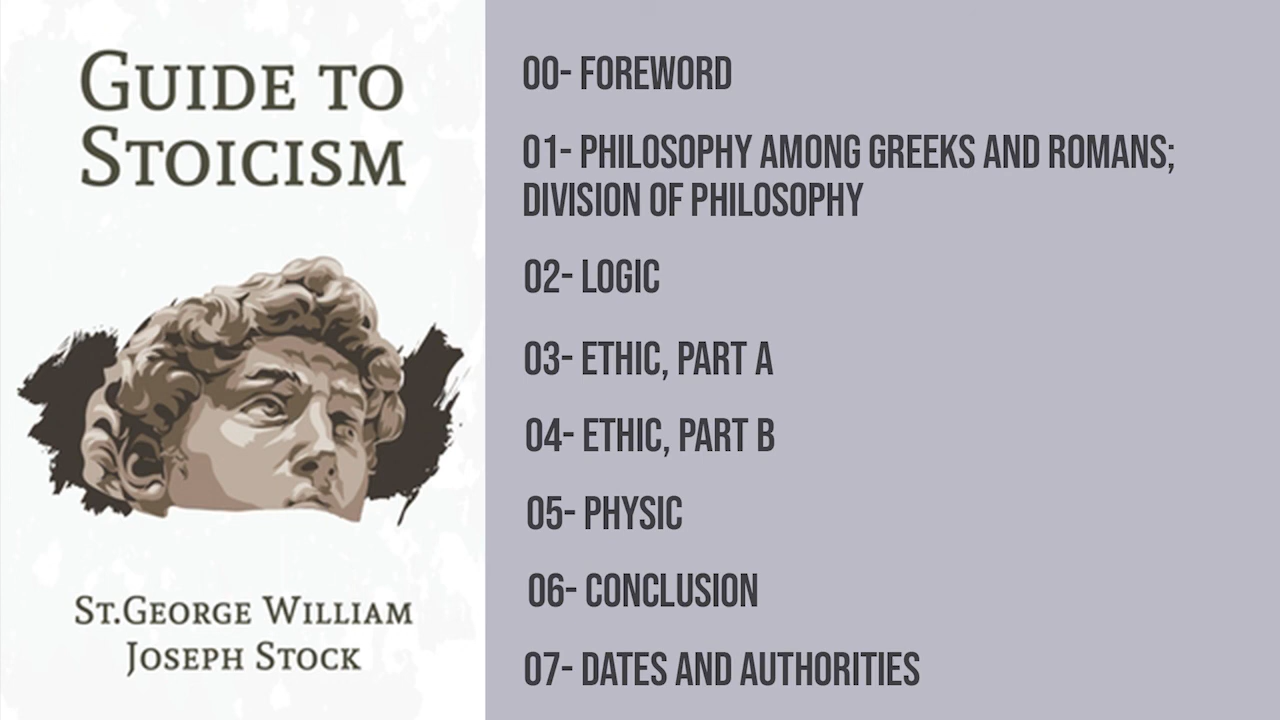 GUIDE TO
STOICISM
ST.GEORGE WILLIAM
JOSEPH STOCK
00- FOREWORD
01- PHILOSOPHY AMONG GREEKS AND ROMANS;
DIVISION OF PHILOSOPHY
02- LOGIC
03- ETHIC, PART A
04- ETHIC, PART B
05- PHYSIC
06- CONCLUSION
07- DATES AND AUTHORITIES